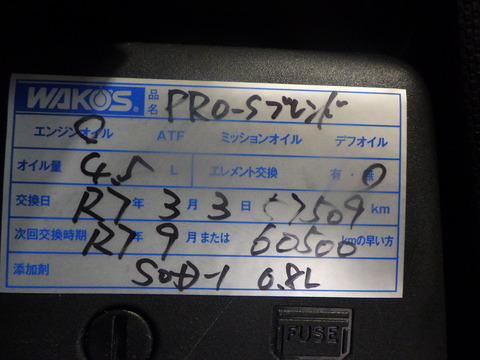 WAKO'S 品名 PRO-Sブレンド
エンジンオイル ATF ミッションオイル デフオイル
オイル量 4.5 L エレメント交換 有・無
交換日 R7年 3月 3日 57509 km
次回交換時期 R7年 9月または 60500 kmの早い方
添加剤 SOD-1 0.8L
FUSE